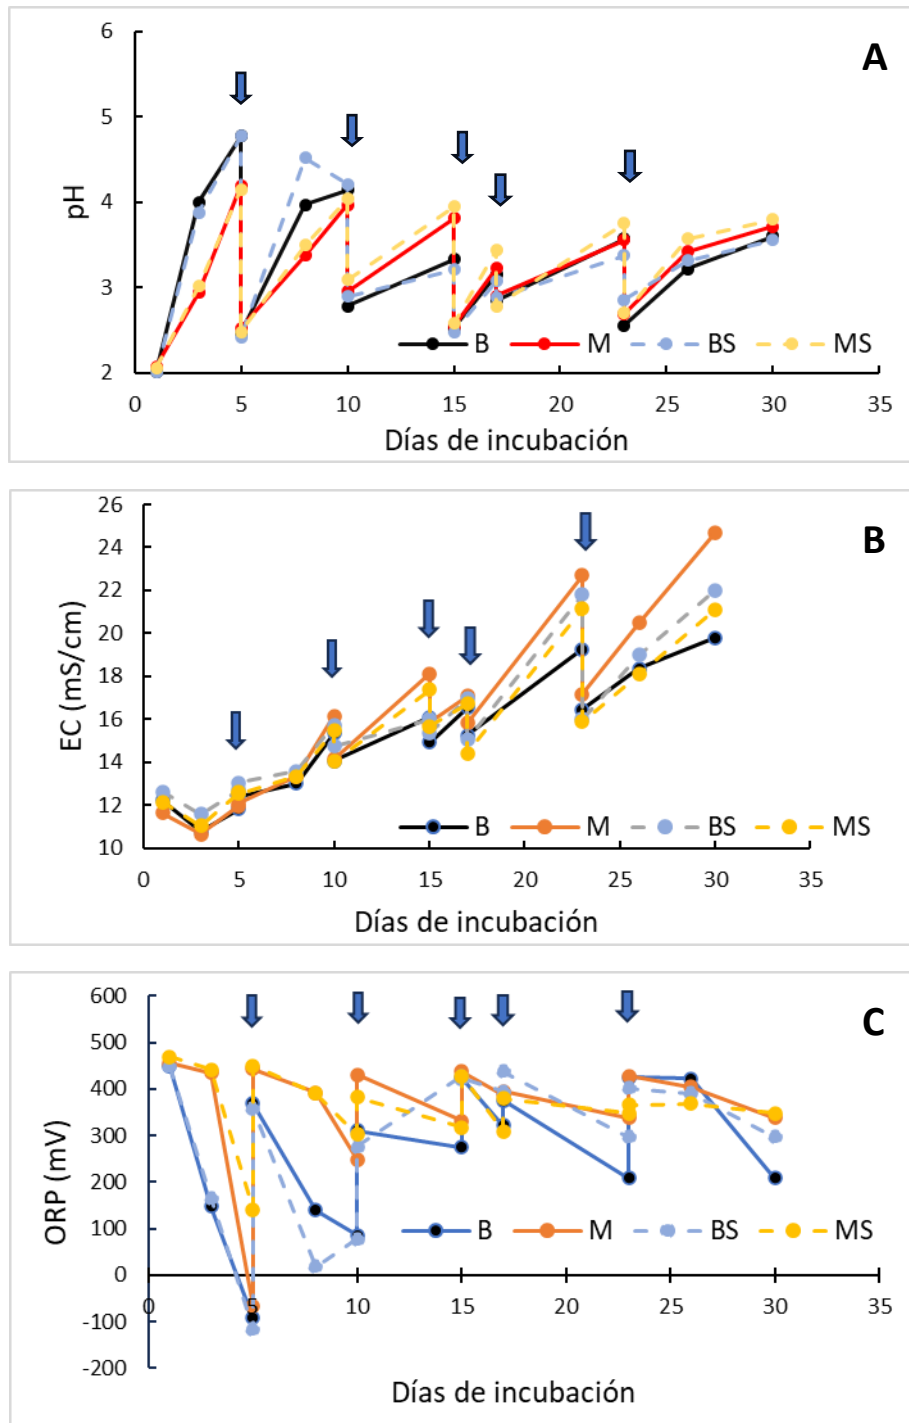 A
6
5
4
3
2
pH
B M BS MS
0 5 10 15 20 25 30 35
Días de incubación
B
26
24
22
20
18
16
14
12
10
EC (mS/cm)
B M BS MS
0 5 10 15 20 25 30 35
Días de incubación
C
600
500
400
300
200
100
0
-100
-200
ORP (mV)
B M BS MS
0 5 10 15 20 25 30 35
Días de incubación